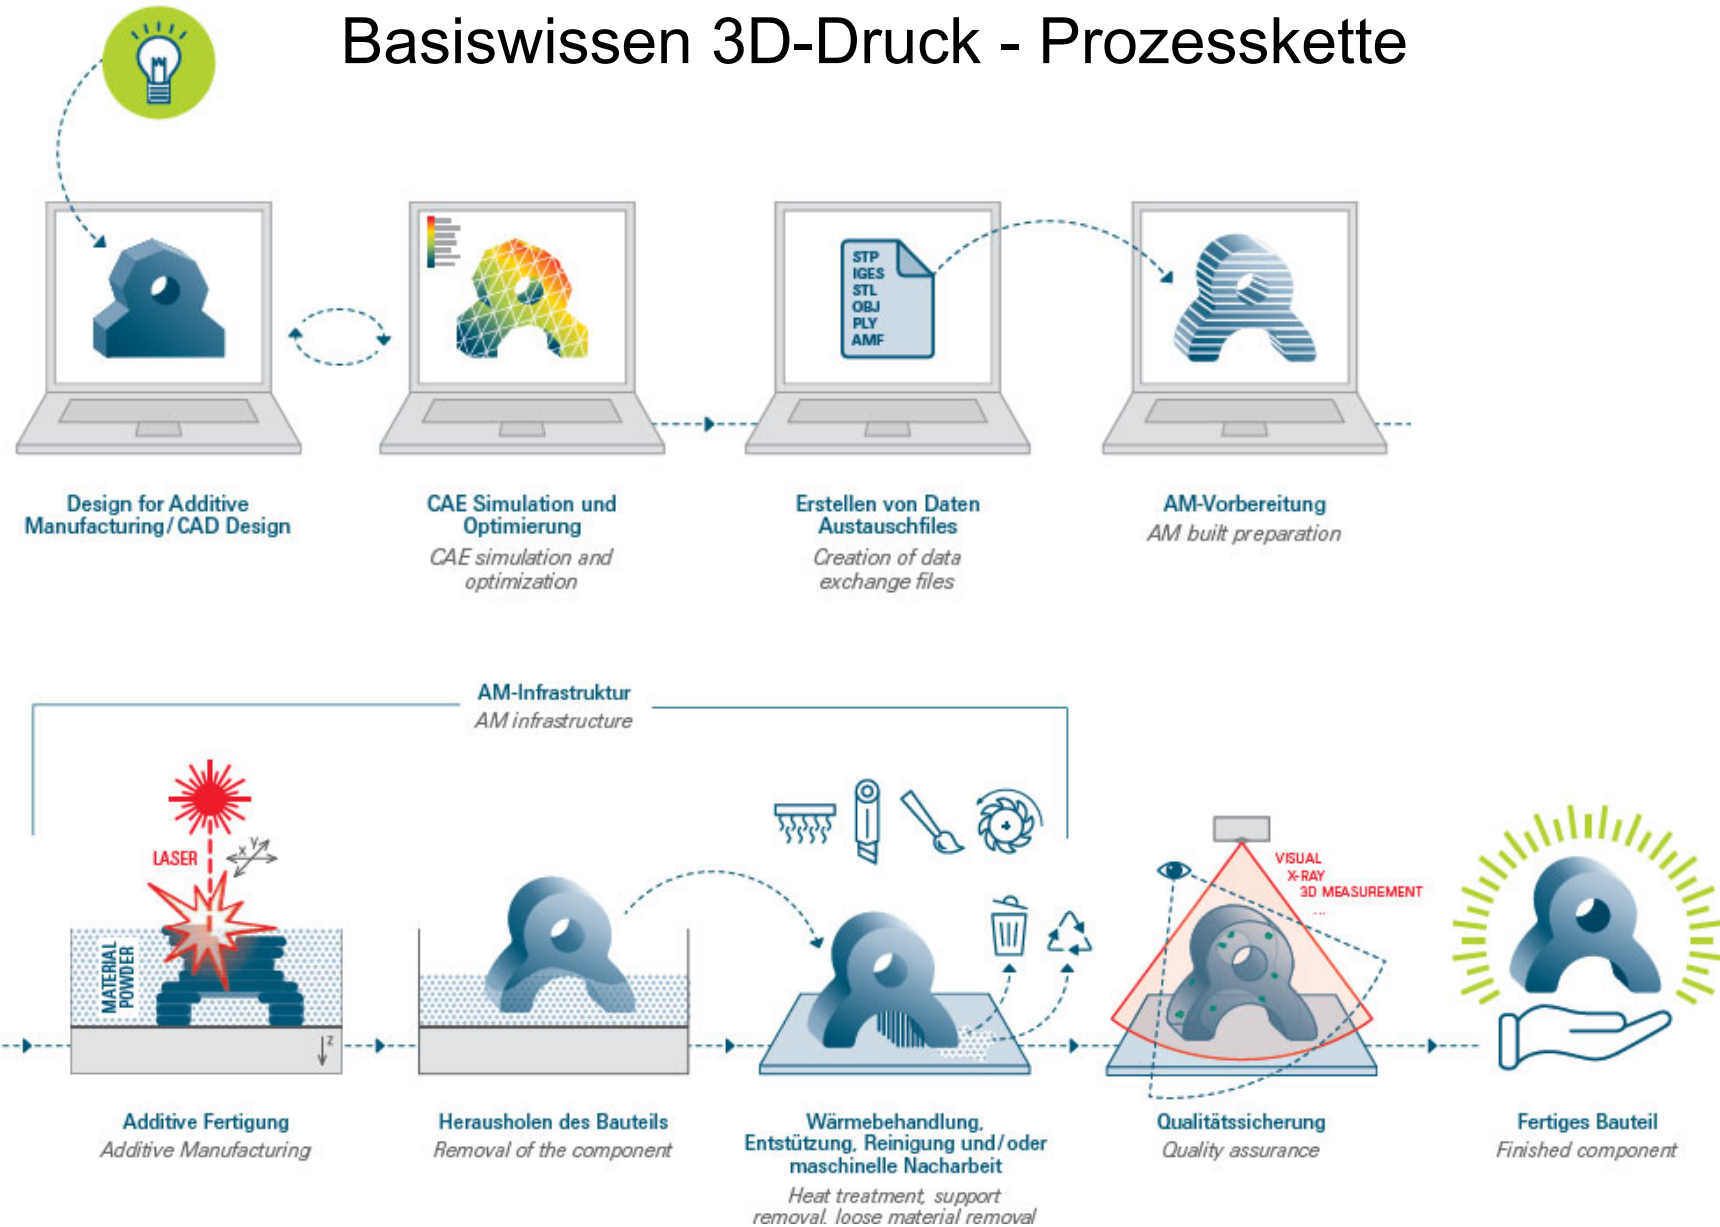 Basiswissen 3D-Druck - Prozesskette
STP
IGES
STL
OBJ
PLY
AMF
Design for Additive
Manufacturing/CAD Design
CAE Simulation und
Optimierung
CAE simulation and
optimization
Erstellen von Daten
Austauschfiles
Creation of data
exchange files
AM-Vorbereitung
AM built preparation
AM-Infrastruktur
AM infrastructure
LASER
x
y
MATERIAL
POWDER
z
VISUAL
X-RAY
3D MEASUREMENT
...
Additive Fertigung
Additive Manufacturing
Herausholen des Bauteils
Removal of the component
Wärmebehandlung,
Entstützung, Reinigung und/oder
maschinelle Nacharbeit
Heat treatment, support
removal, loose material removal
Qualitätssicherung
Quality assurance
Fertiges Bauteil
Finished component